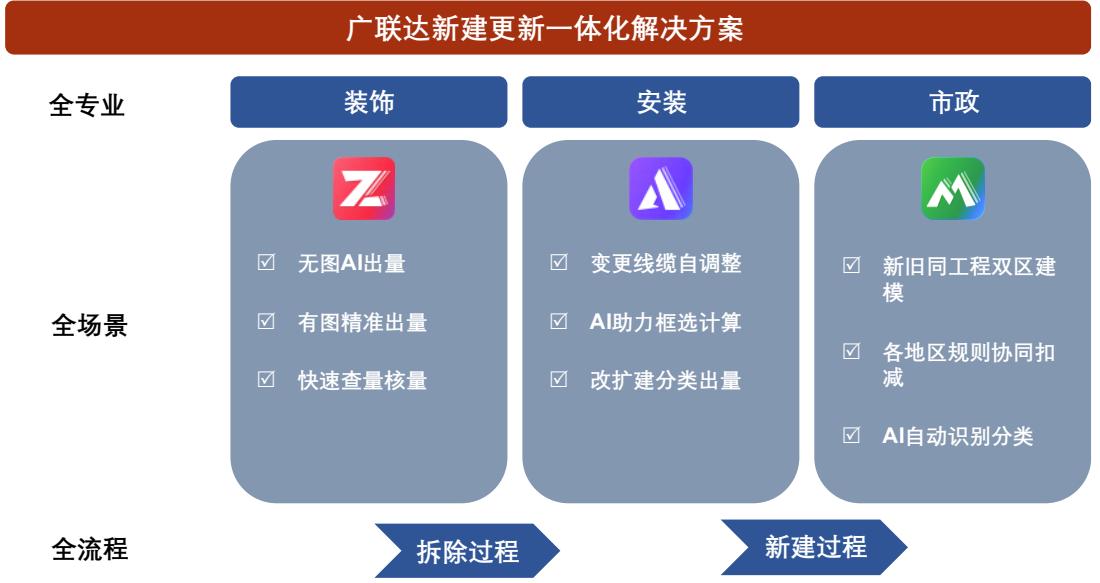 广联达新建更新一体化解决方案
全专业
装饰
安装
市政
全场景
Z
无图AI出量
有图精准出量
快速查量核量
A
变更线缆自调整
AI助力框选计算
改扩建分类出量
M
新旧同工程双区建
模
各地区规则协同扣
减
AI自动识别分类
全流程
拆除过程
新建过程